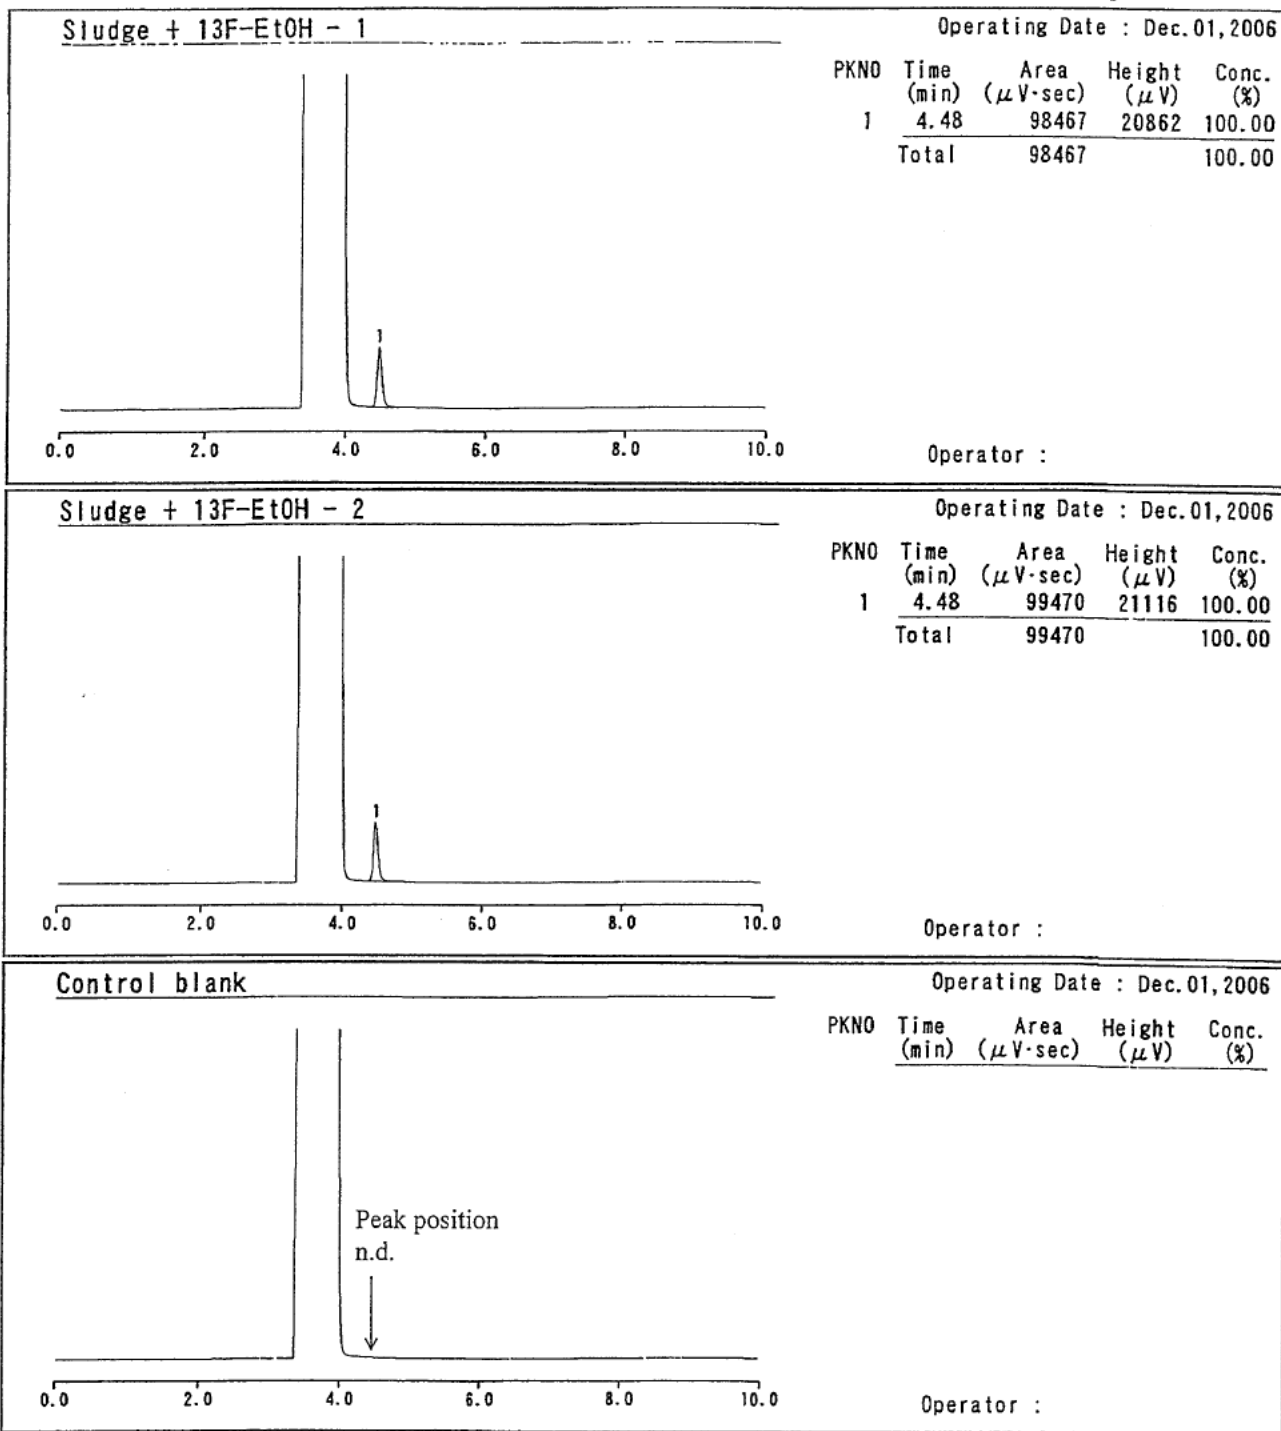 Sludge + 13F-EtOH - 1
Operating Date : Dec.01,2006
PKNO Time Area Height Conc.
(min) (μV·sec) (μV) (%)
1 4.48 98467 20862 100.00
Total 98467 100.00
1
0.0 2.0 4.0 6.0 8.0 10.0
Operator :
Sludge + 13F-EtOH - 2
Operating Date : Dec.01,2006
PKNO Time Area Height Conc.
(min) (μV·sec) (μV) (%)
1 4.48 99470 21116 100.00
Total 99470 100.00
1
0.0 2.0 4.0 6.0 8.0 10.0
Operator :
Control blank
Operating Date : Dec.01,2006
PKNO Time Area Height Conc.
(min) (μV·sec) (μV) (%)
Peak position
n.d.
0.0 2.0 4.0 6.0 8.0 10.0
Operator :